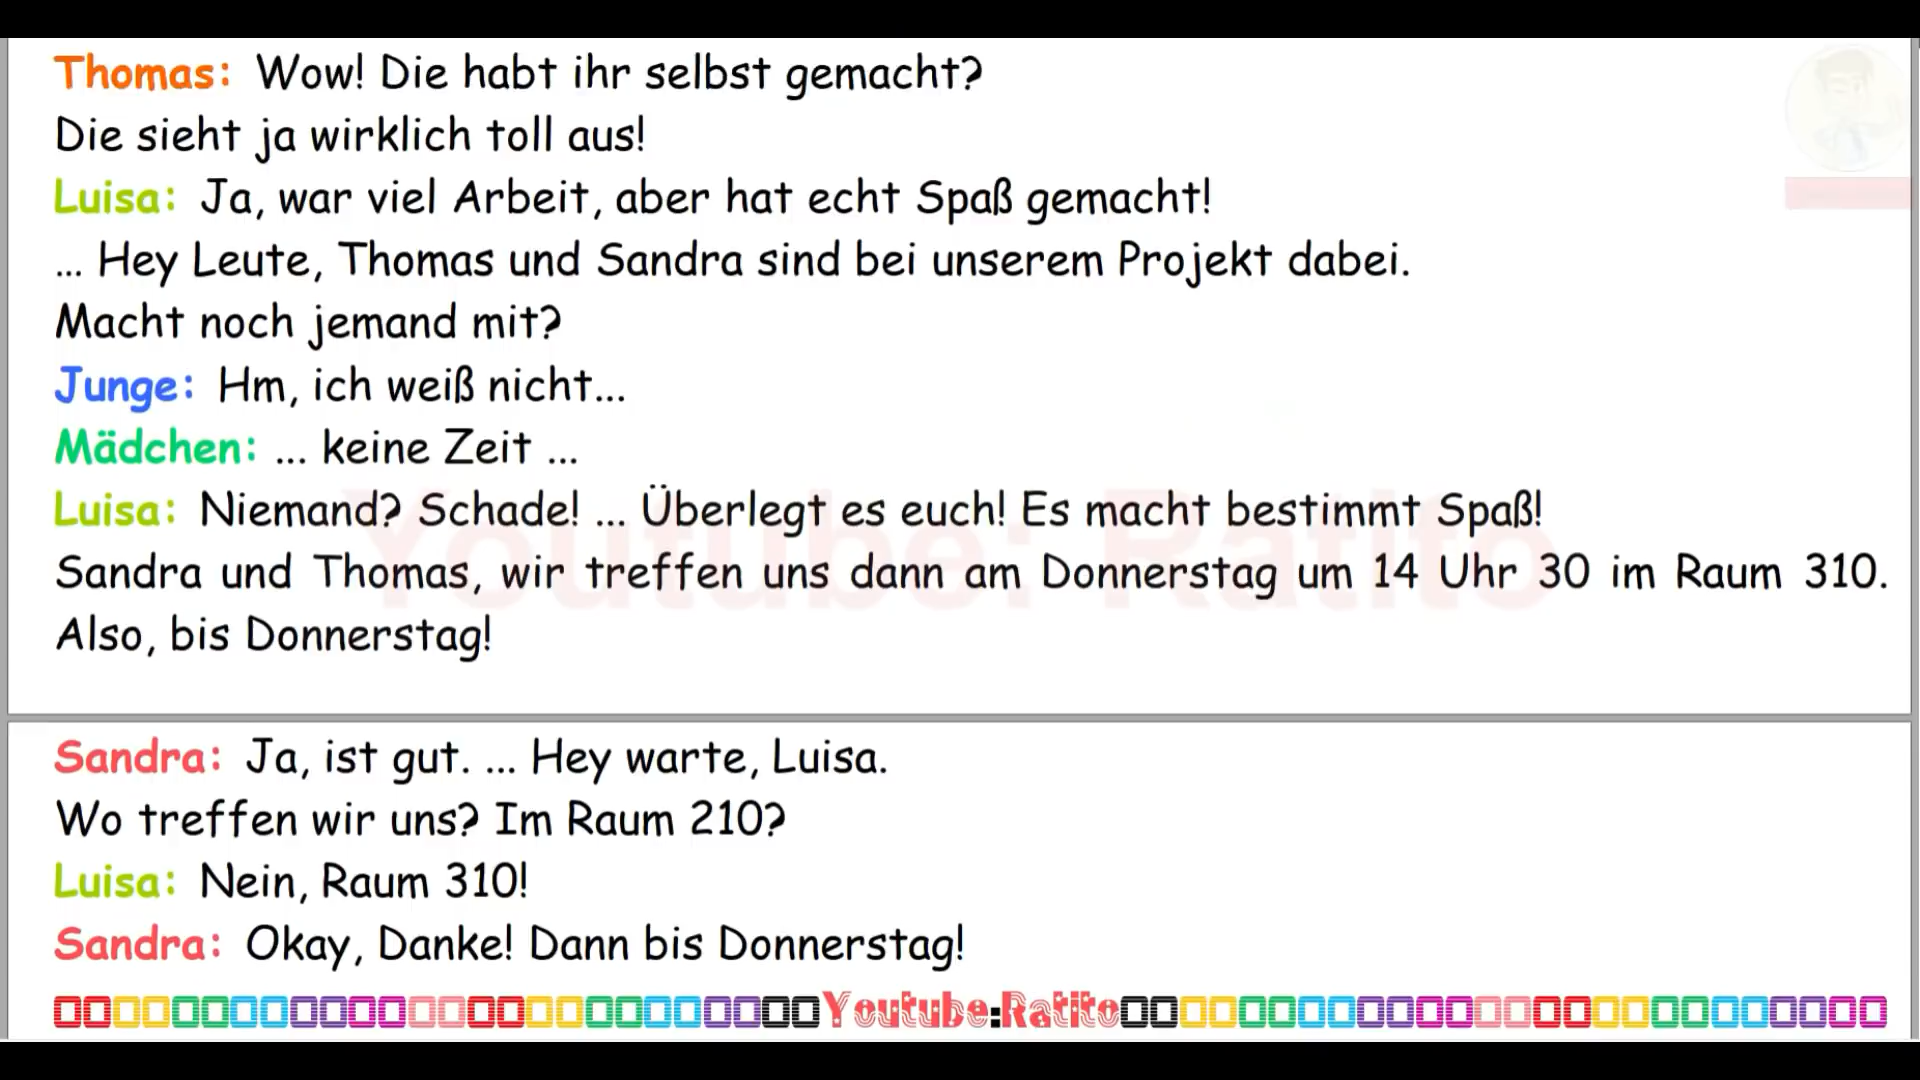 Thomas: Wow! Die habt ihr selbst gemacht?
Die sieht ja wirklich toll aus!
Luisa: Ja, war viel Arbeit, aber hat echt Spaß gemacht!
... Hey Leute, Thomas und Sandra sind bei unserem Projekt dabei.
Macht noch jemand mit?
Junge: Hm, ich weiß nicht...
Mädchen: ... keine Zeit ...
Luisa: Niemand? Schade! ... Überlegt es euch! Es macht bestimmt Spaß!
Sandra und Thomas, wir treffen uns dann am Donnerstag um 14 Uhr 30 im Raum 310.
Also, bis Donnerstag!
Youtube: Ratito
Sandra: Ja, ist gut. ... Hey warte, Luisa.
Wo treffen wir uns? Im Raum 210?
Luisa: Nein, Raum 310!
Sandra: Okay, Danke! Dann bis Donnerstag!
Youtube:Ratito